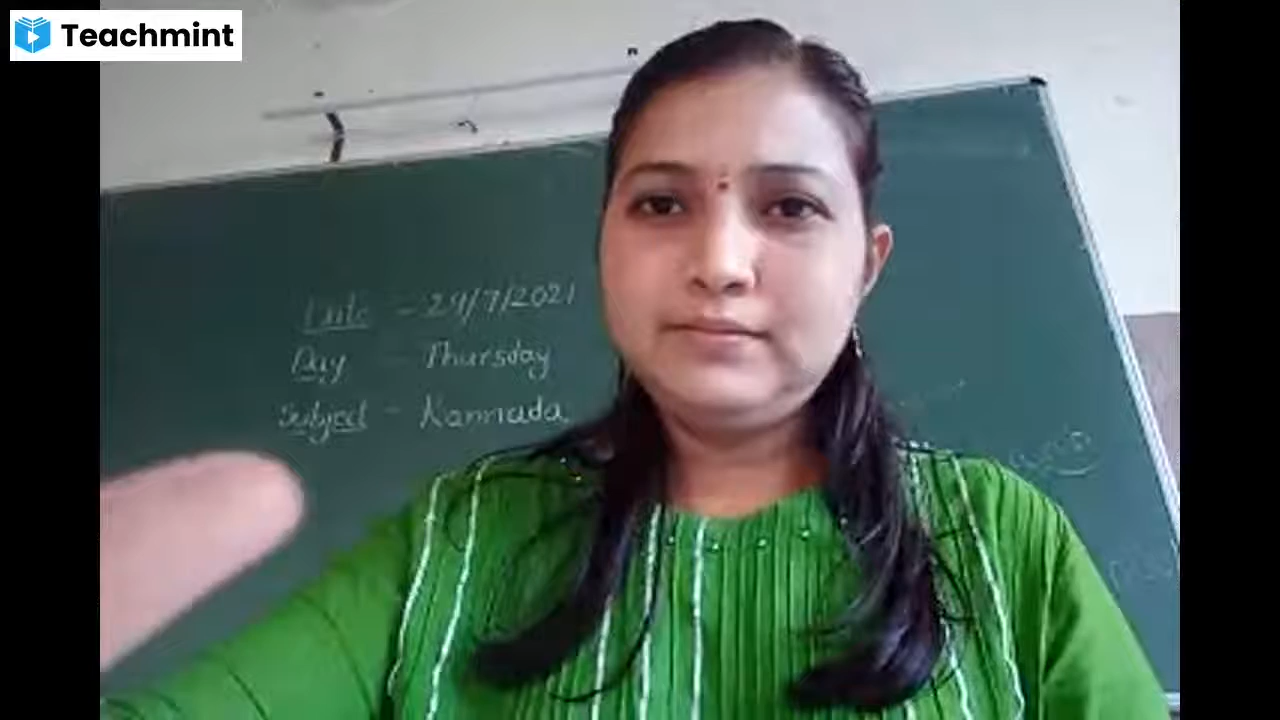 Teachmint
Date - 29/7/2021
Day - Thursday
Subject - Kannada